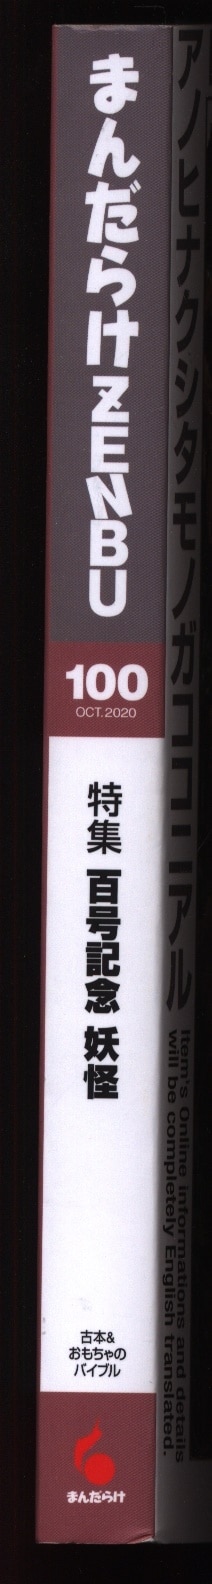 まんだらけZENBU
100
OCT.2020
特集 百号記念 妖怪
古本&
おもちゃの
バイブル
まんだらけ
アノヒナクシタモノガココニアル
Item's Online informations and details
will be completely English translated.